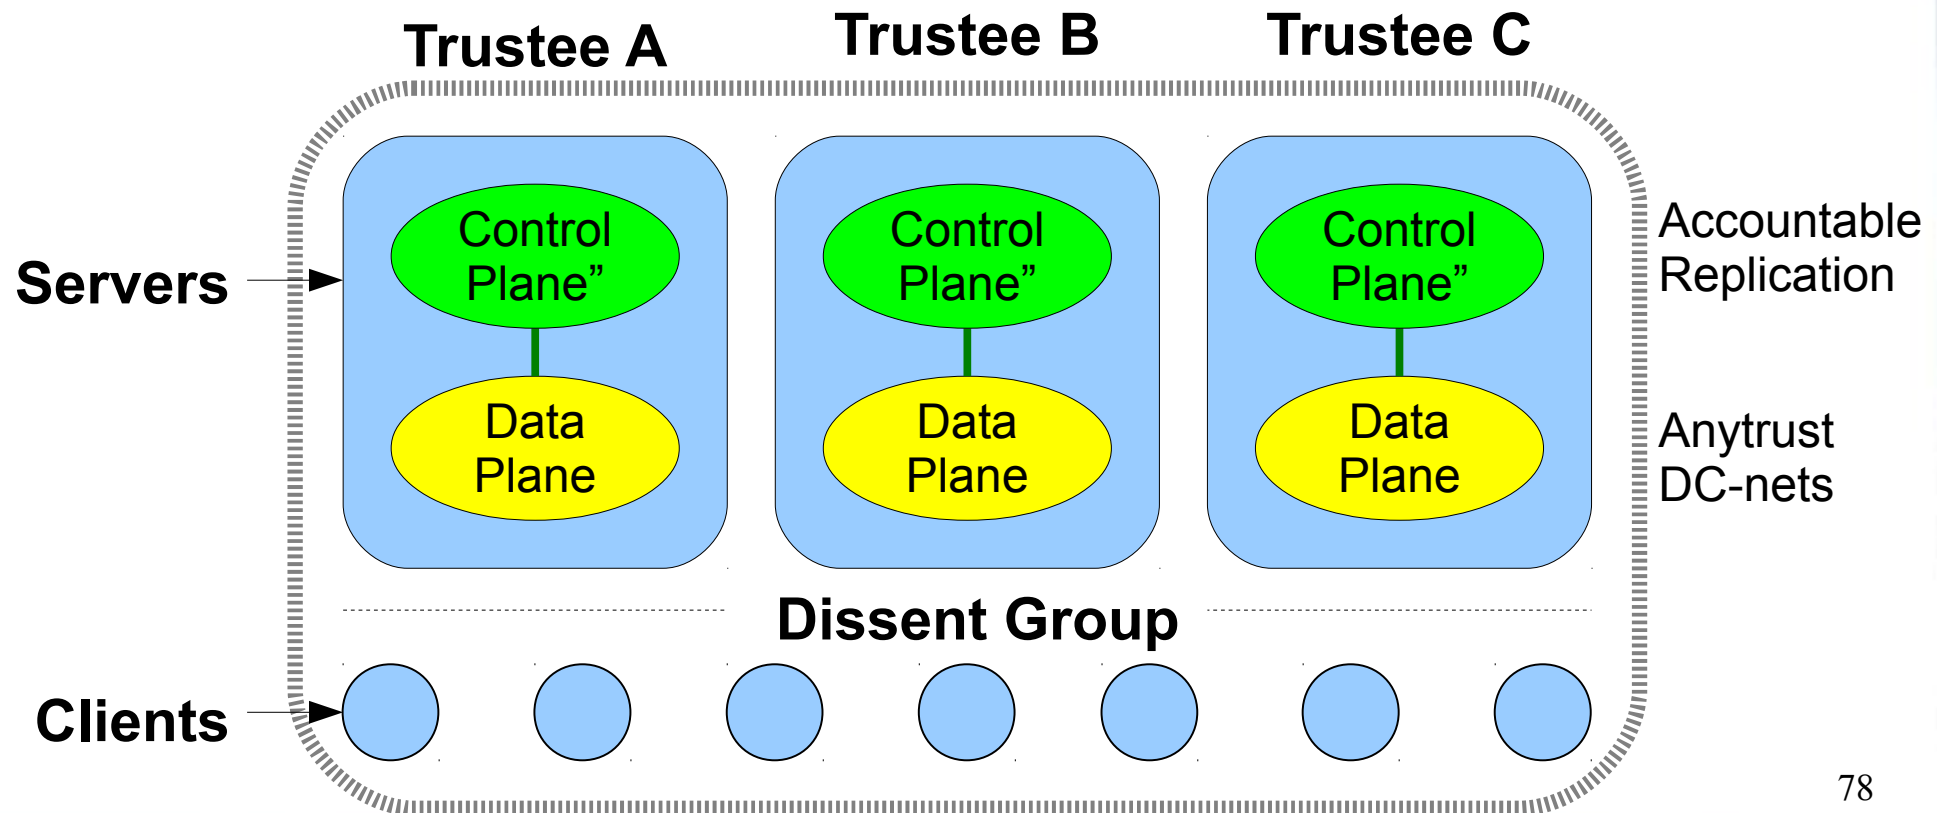 Trustee A Trustee B Trustee C
Servers
Control
Plane”
Control
Plane”
Control
Plane”
Accountable
Replication
Data
Plane
Data
Plane
Data
Plane
Anytrust
DC-nets
Dissent Group
Clients
78